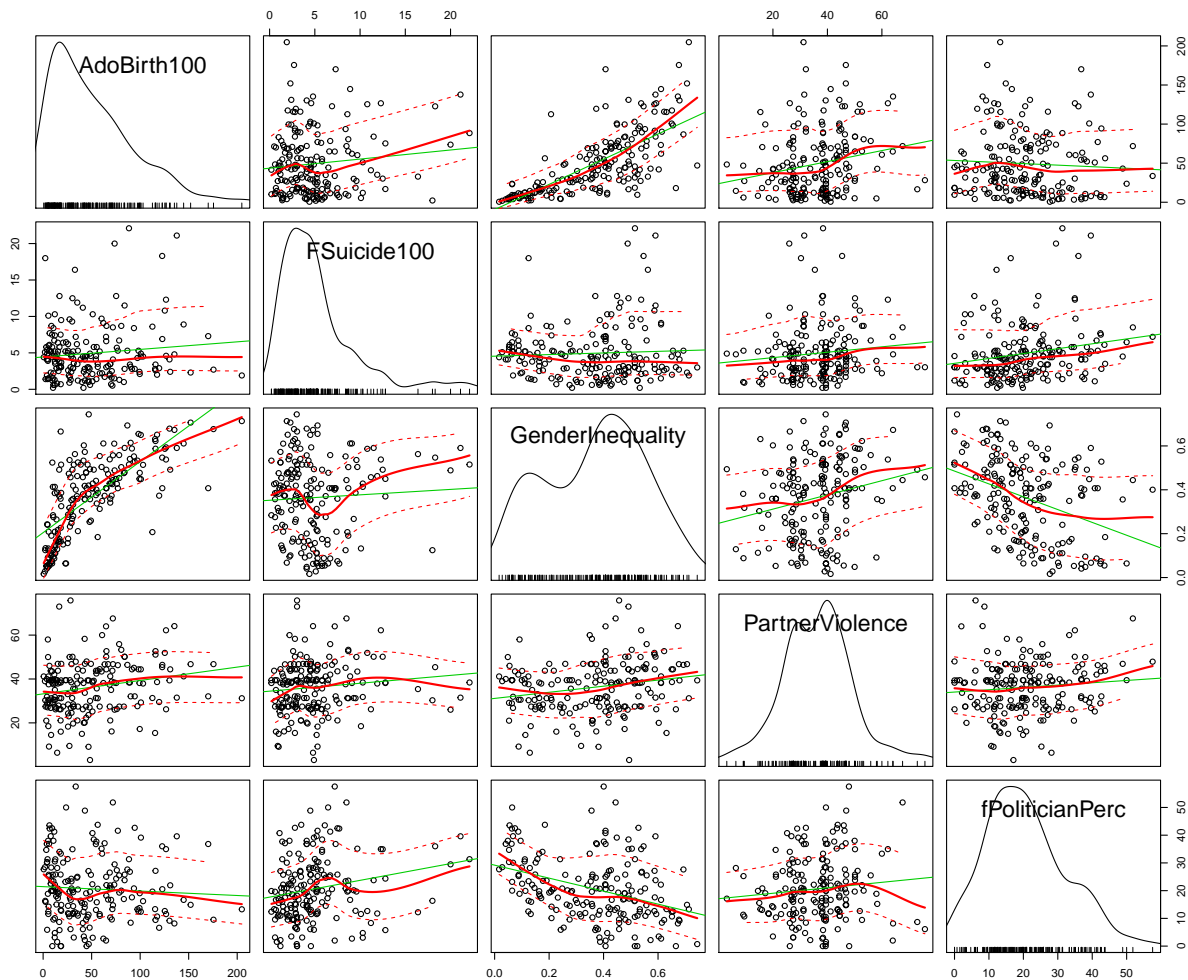 0 5 10 15 20
20 40 60
AdoBirth100
0 50 100 150 200
FSuicide100
0 5 10 15 20
GenderInequality
0.0 0.2 0.4 0.6
PartnerViolence
20 40 60
fPoliticianPerc
0 10 20 30 40 50
0 50 100 150 200
0.0 0.2 0.4 0.6
0 10 20 30 40 50